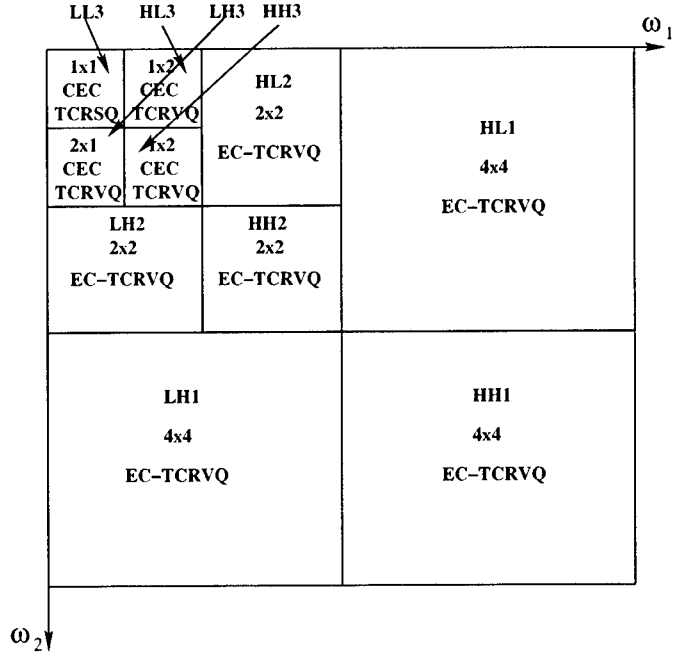 LL3 HL3 LH3 HH3
ω1
1x1
CEC
TCRSQ
1x2
CEC
TCRVQ
HL2
2x2
EC-TCRVQ
HL1
4x4
EC-TCRVQ
2x1
CEC
TCRVQ
1x2
CEC
TCRVQ
LH2
2x2
EC-TCRVQ
HH2
2x2
EC-TCRVQ
LH1
4x4
EC-TCRVQ
HH1
4x4
EC-TCRVQ
ω2